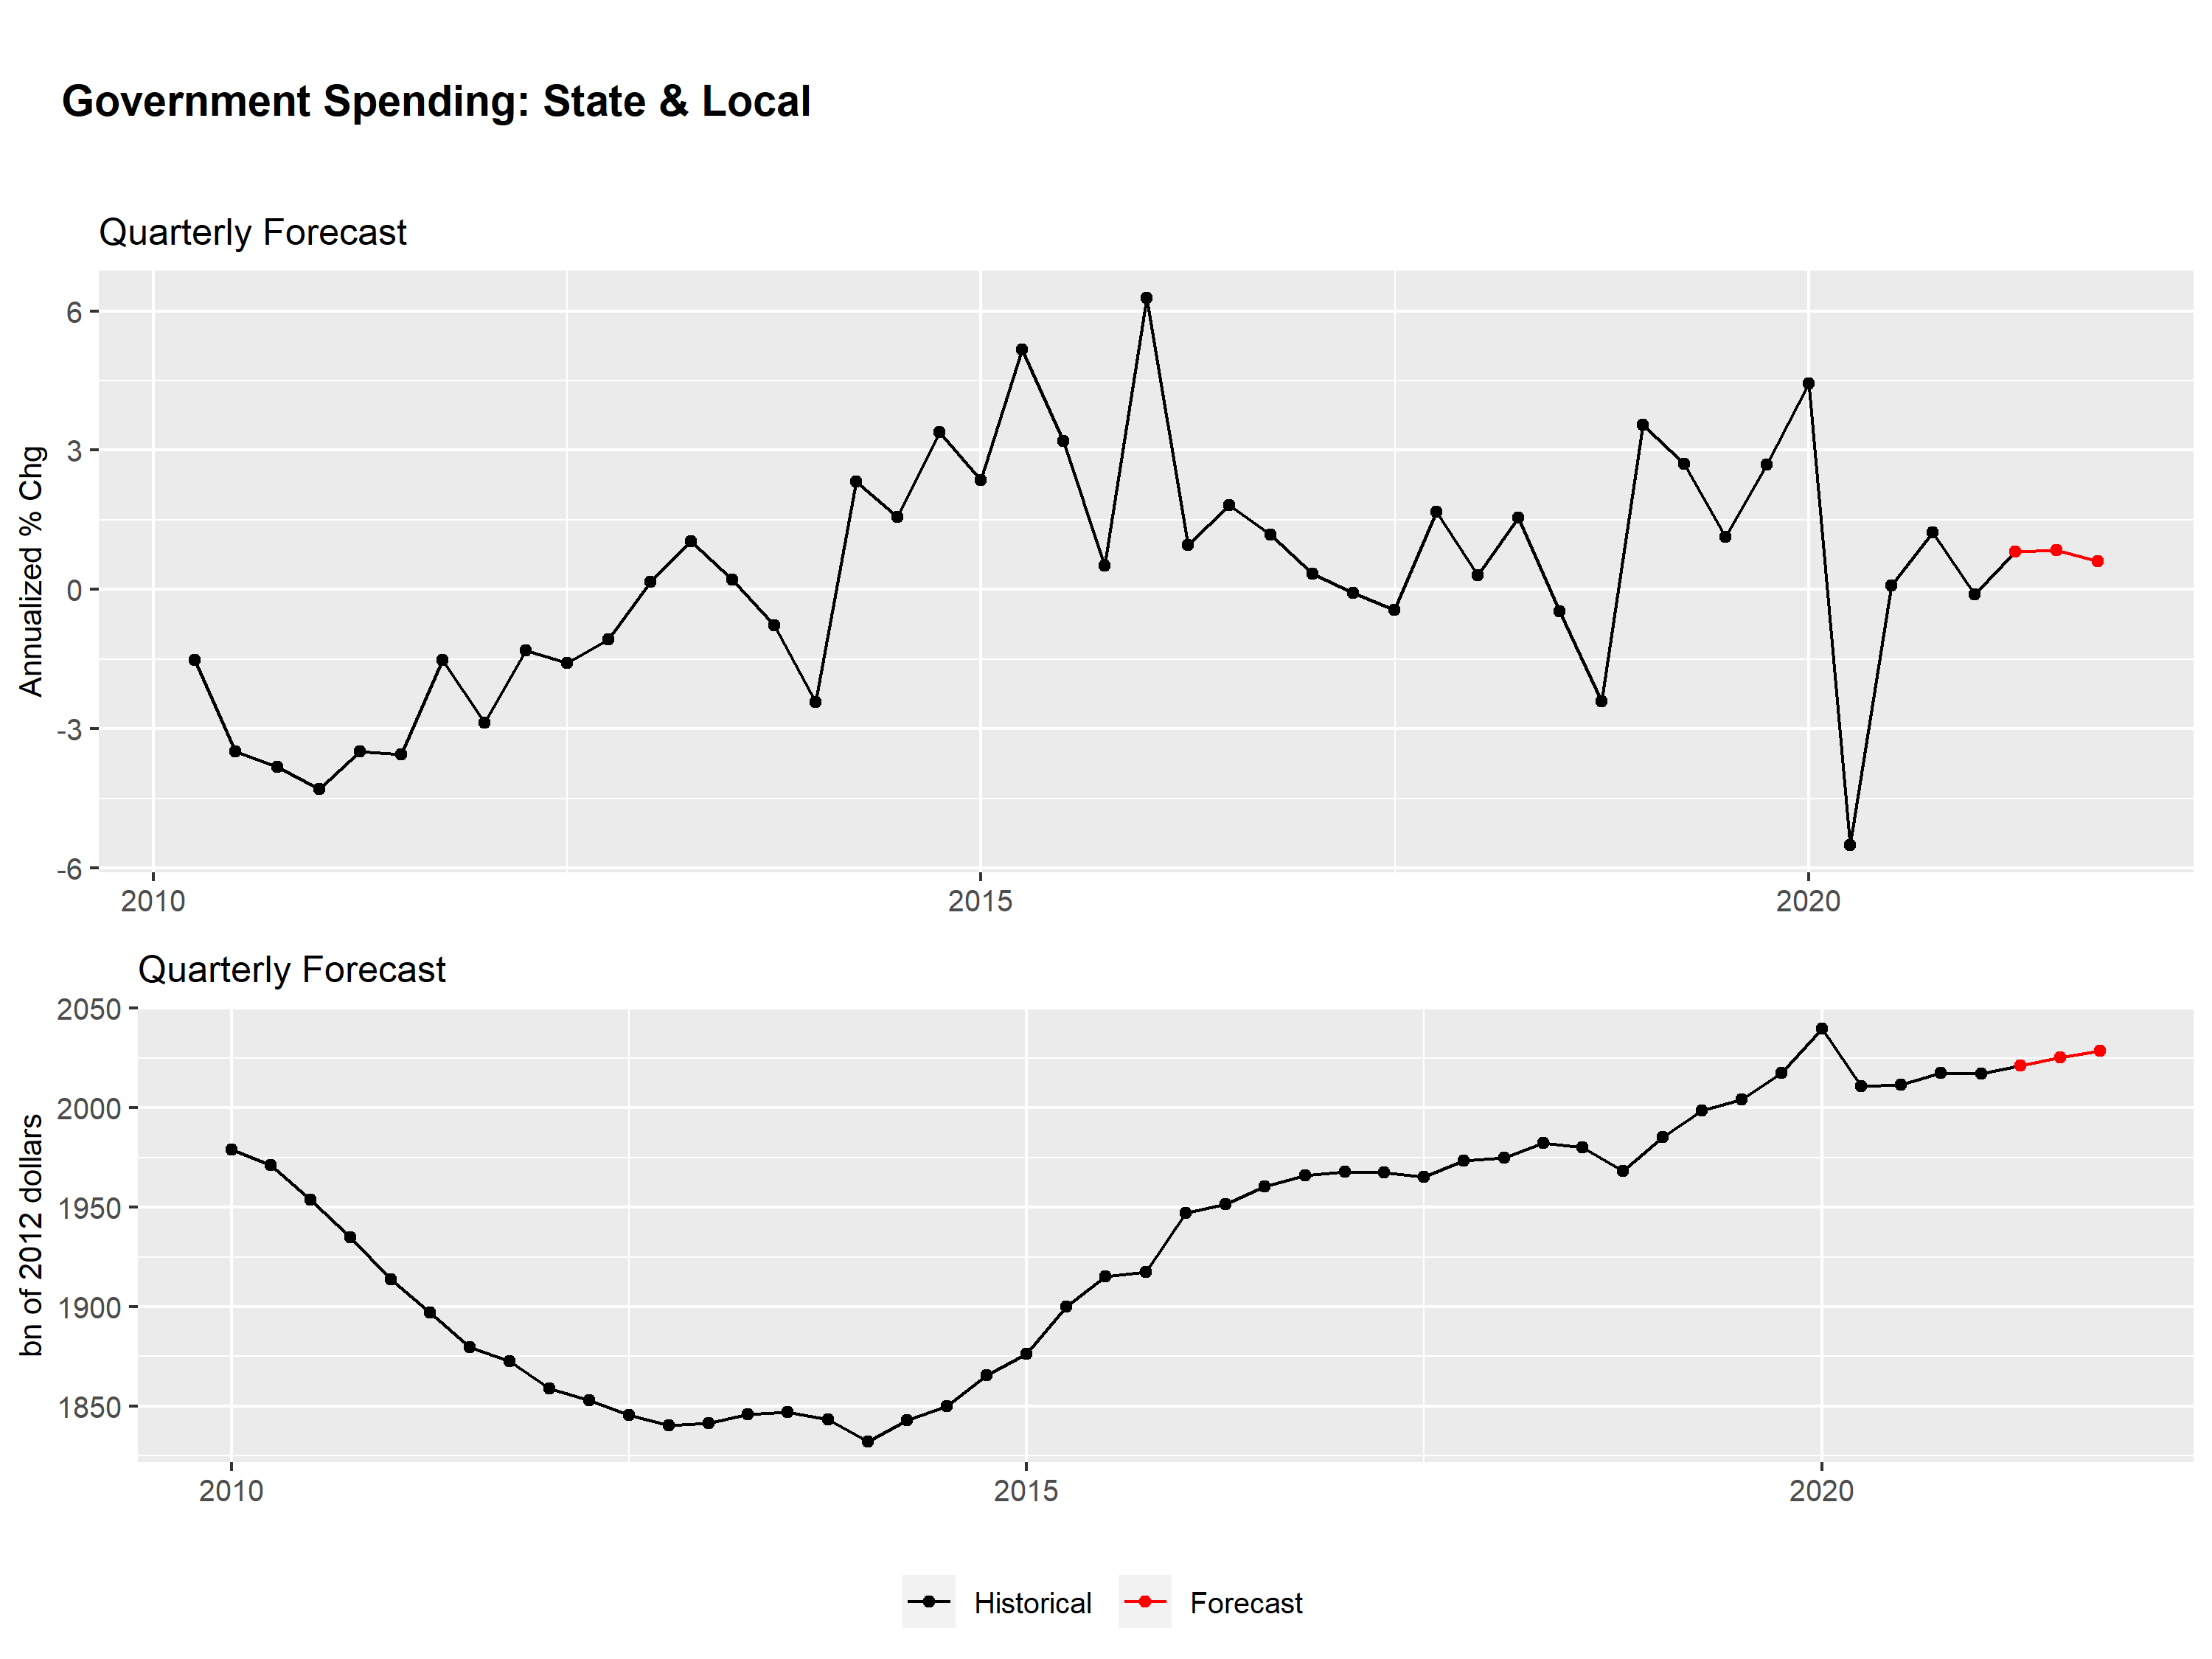 Government Spending: State & Local
Quarterly Forecast
Annualized % Chg
6
3
0
-3
-6
2010
2015
2020
Quarterly Forecast
bn of 2012 dollars
2050
2000
1950
1900
1850
2010
2015
2020
Historical
Forecast